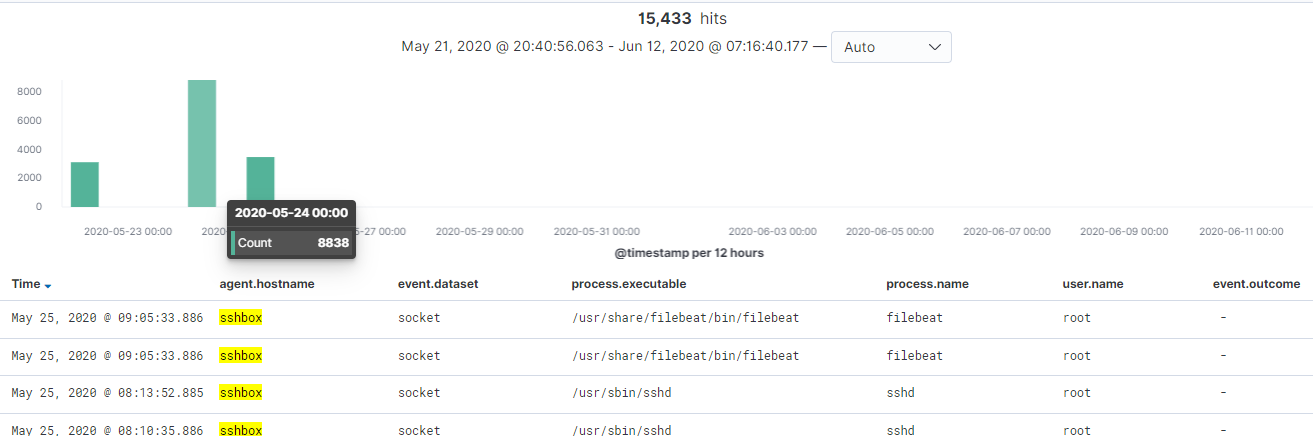 15,433 hits
May 21, 2020 @ 20:40:56.063 - Jun 12, 2020 @ 07:16:40.177 — Auto
8000
6000
4000
2000
0
2020-05-24 00:00
Count 8838
2020-05-23 00:00 -27 00:00 2020-05-29 00:00 2020-05-31 00:00 2020-06-03 00:00 2020-06-05 00:00 2020-06-07 00:00 2020-06-09 00:00 2020-06-11 00:00
@timestamp per 12 hours
Time agent.hostname event.dataset process.executable process.name user.name event.outcome
May 25, 2020 @ 09:05:33.886 sshbox socket /usr/share/filebeat/bin/filebeat filebeat root -
May 25, 2020 @ 09:05:33.886 sshbox socket /usr/share/filebeat/bin/filebeat filebeat root -
May 25, 2020 @ 08:13:52.885 sshbox socket /usr/sbin/sshd sshd root -
May 25, 2020 @ 08:10:35.886 sshbox socket /usr/sbin/sshd sshd root -